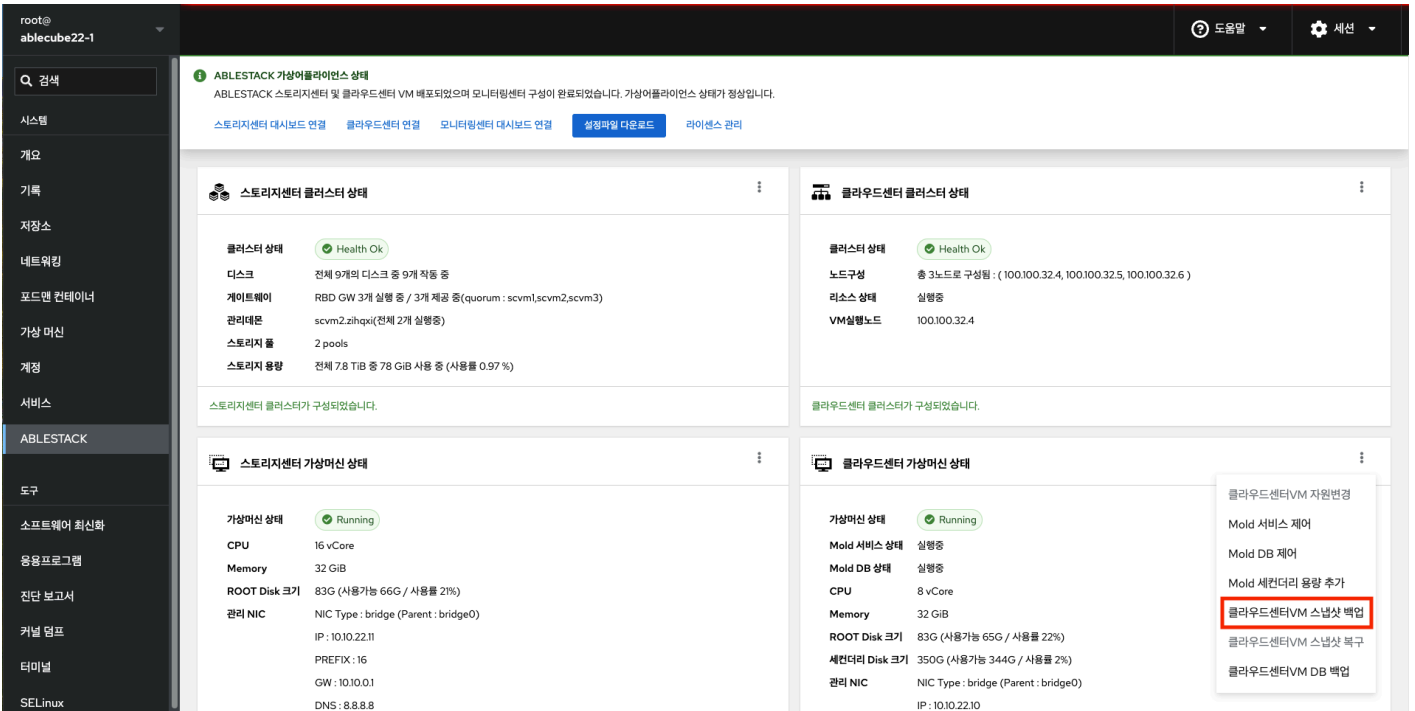 root@
ablecube22-1
도움말
세션
검색
시스템
개요
기록
저장소
네트워킹
포드맨 컨테이너
가상 머신
계정
서비스
ABLESTACK
도구
소프트웨어 최신화
응용프로그램
진단 보고서
커널 덤프
터미널
SELinux
ABLESTACK 가상어플라이언스 상태
ABLESTACK 스토리지센터 및 클라우드센터 VM 배포되었으며 모니터링센터 구성이 완료되었습니다. 가상어플라이언스 상태가 정상입니다.
스토리지센터 대시보드 연결 클라우드센터 연결 모니터링센터 대시보드 연결 설정파일 다운로드 라이센스 관리
스토리지센터 클러스터 상태
클러스터 상태 Health Ok
디스크 전체 9개의 디스크 중 9개 작동 중
게이트웨이 RBD GW 3개 실행 중 / 3개 제공 중(quorum : scvm1,scvm2,scvm3)
관리데몬 scvm2.zihqxi(전체 2개 실행중)
스토리지 풀 2 pools
스토리지 용량 전체 7.8 TiB 중 78 GiB 사용 중 (사용률 0.97 %)
스토리지센터 클러스터가 구성되었습니다.
클라우드센터 클러스터 상태
클러스터 상태 Health Ok
노드구성 총 3노드로 구성됨 : ( 100.100.32.4, 100.100.32.5, 100.100.32.6 )
리소스 상태 실행중
VM실행노드 100.100.32.4
클라우드센터 클러스터가 구성되었습니다.
스토리지센터 가상머신 상태
가상머신 상태 Running
CPU 16 vCore
Memory 32 GiB
ROOT Disk 크기 83G (사용가능 66G / 사용률 21%)
관리 NIC NIC Type : bridge (Parent : bridge0)
IP : 10.10.22.11
PREFIX : 16
GW : 10.10.0.1
DNS : 8.8.8.8
클라우드센터 가상머신 상태
가상머신 상태 Running
Mold 서비스 상태 실행중
Mold DB 상태 실행중
CPU 8 vCore
Memory 32 GiB
ROOT Disk 크기 83G (사용가능 65G / 사용률 22%)
세컨더리 Disk 크기 350G (사용가능 344G / 사용률 2%)
관리 NIC NIC Type : bridge (Parent : bridge0)
IP : 10.10.22.10
클라우드센터VM 자원변경
Mold 서비스 제어
Mold DB 제어
Mold 세컨더리 용량 추가
클라우드센터VM 스냅샷 백업
클라우드센터VM 스냅샷 복구
클라우드센터VM DB 백업